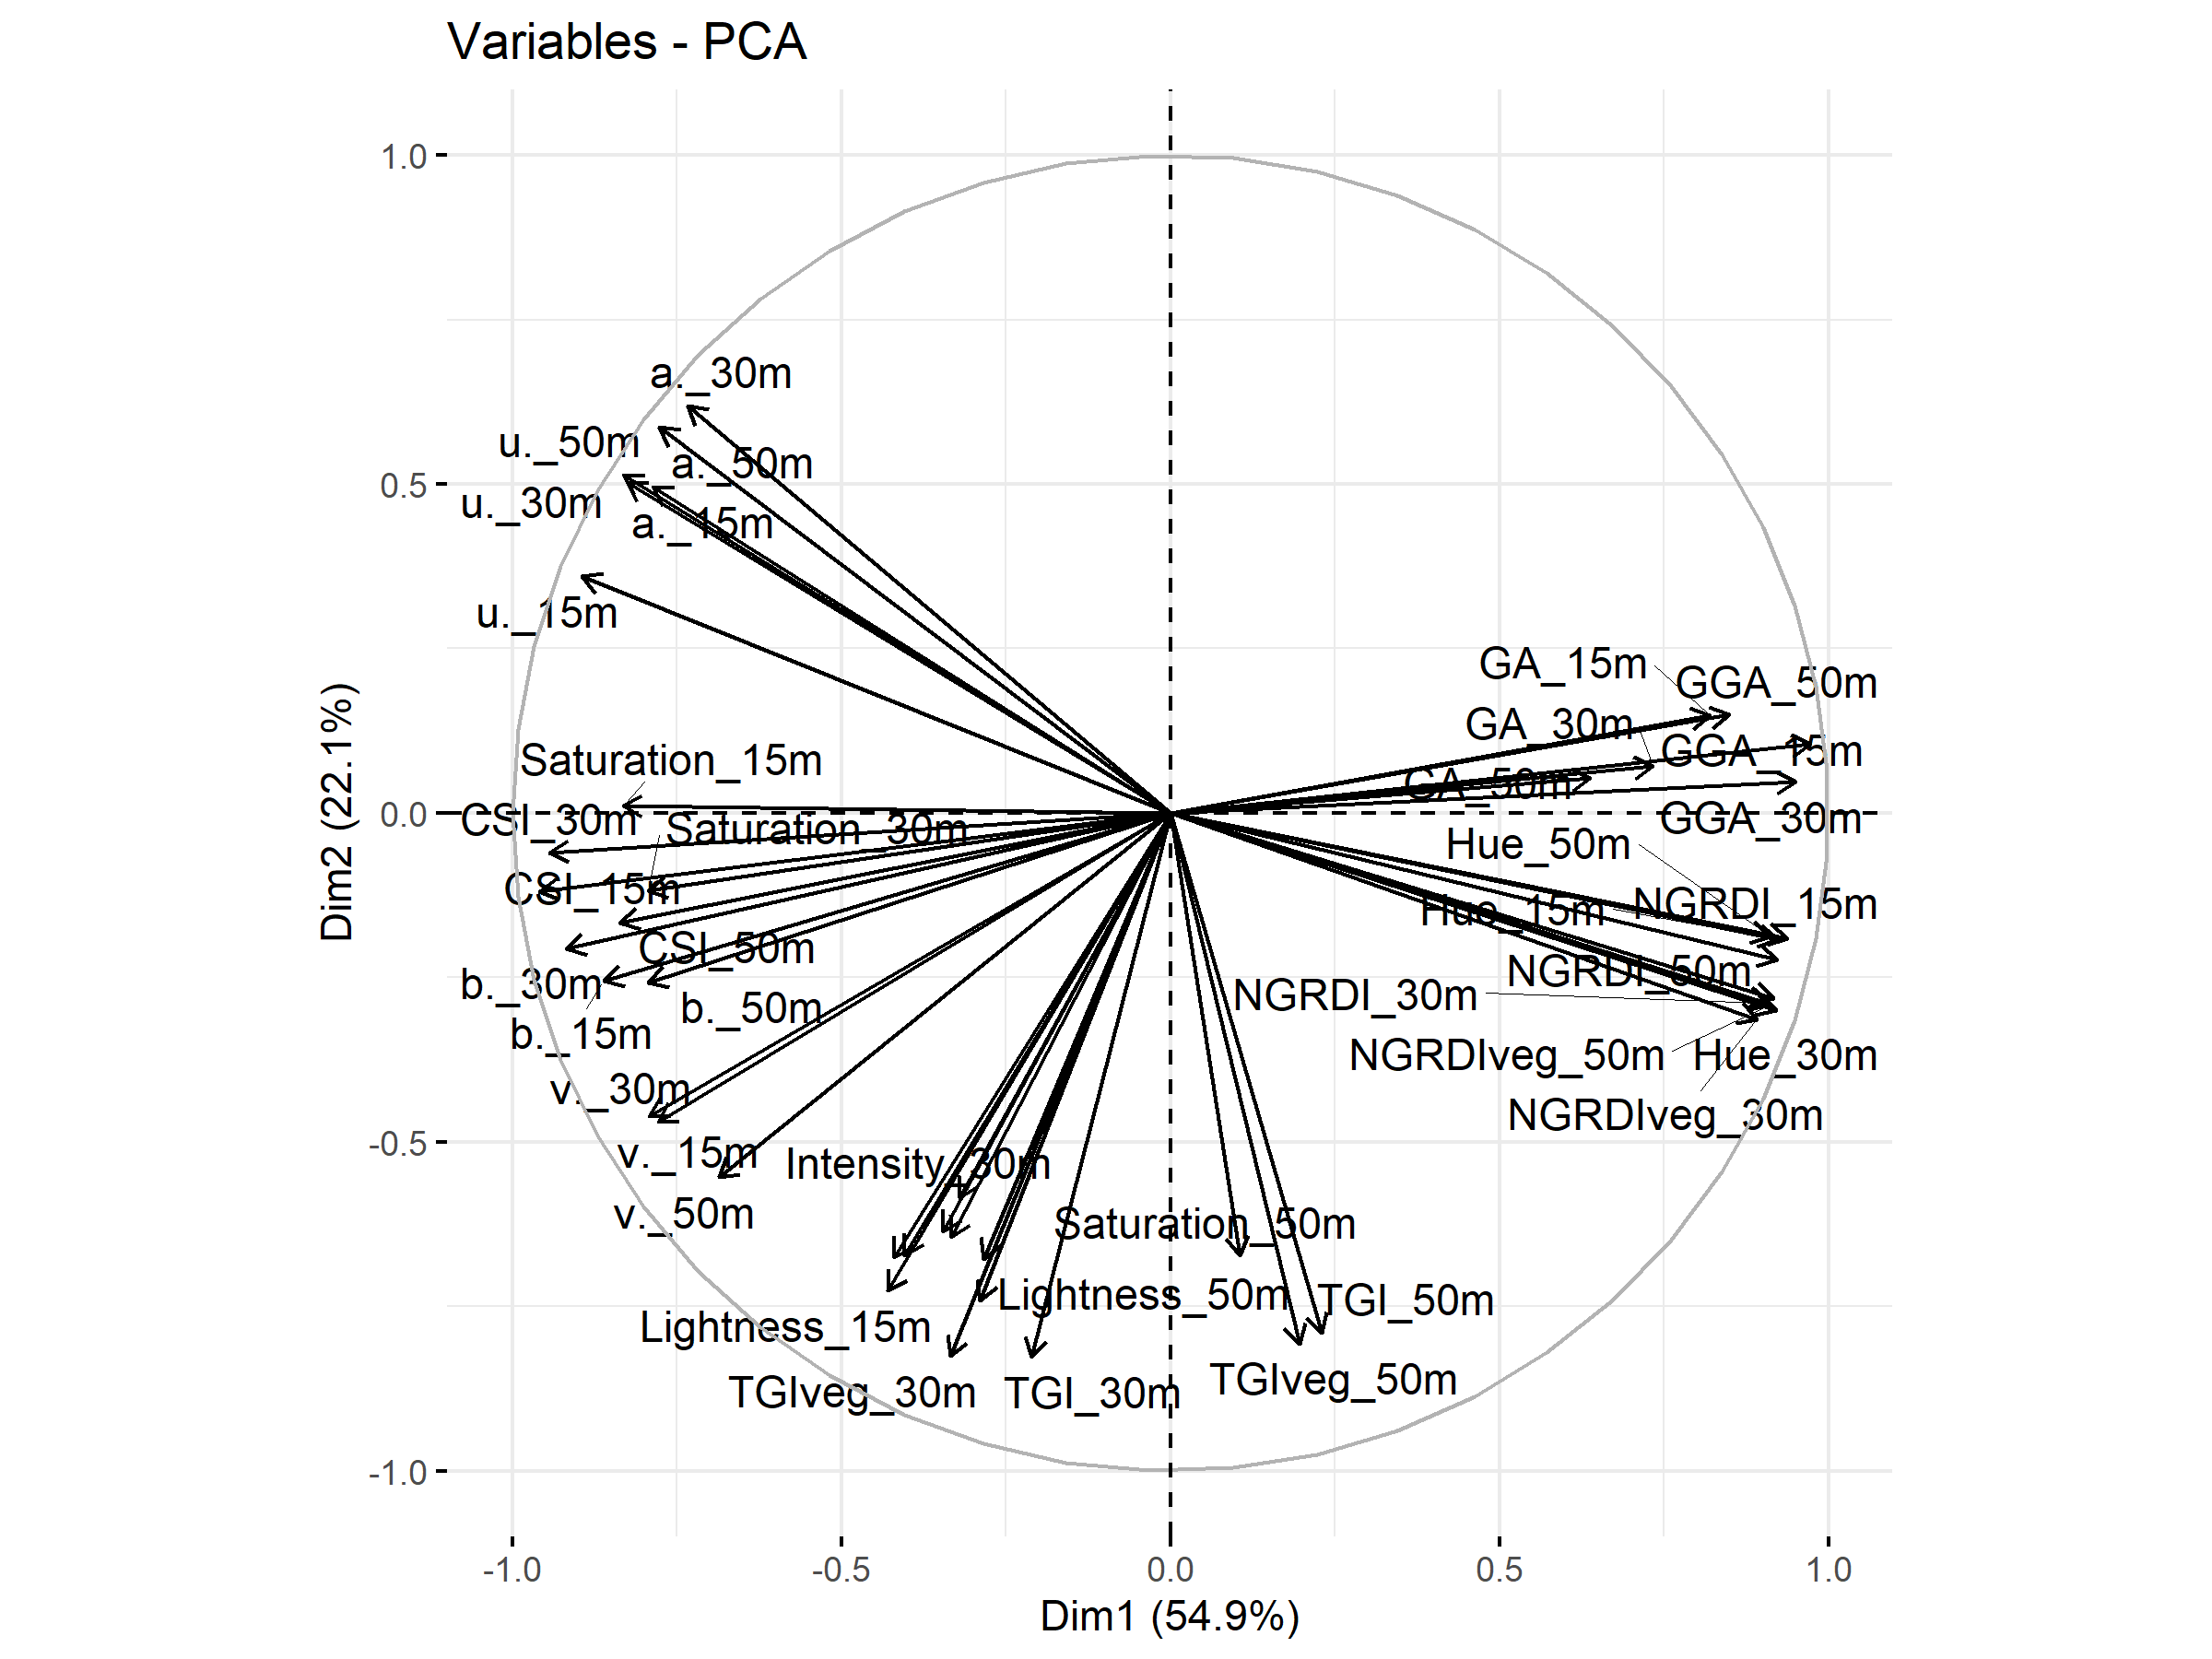 Variables - PCA
1.0
a._30m
u._50m
a._50m
0.5
u._30m
a._15m
u._15m
GA_15m
GGA_50m
GA_30m
GGA_15m
Saturation_15m
GA_50m
0.0
CSI_30m
Saturation_30m
GGA_30m
Hue_50m
CSI_15m
NGRDI_15m
Hue_15m
CSI_50m
NGRDI_50m
b._30m
NGRDI_30m
b._50m
b._15m
NGRDIveg_50m
Hue_30m
v._30m
NGRDIveg_30m
-0.5
v._15m
Intensity_30m
v._50m
Saturation_50m
Lightness_50m
TGI_50m
Lightness_15m
TGIveg_50m
TGIveg_30m
TGI_30m
-1.0
-1.0
-0.5
0.0
0.5
1.0
Dim1 (54.9%)
Dim2 (22.1%)